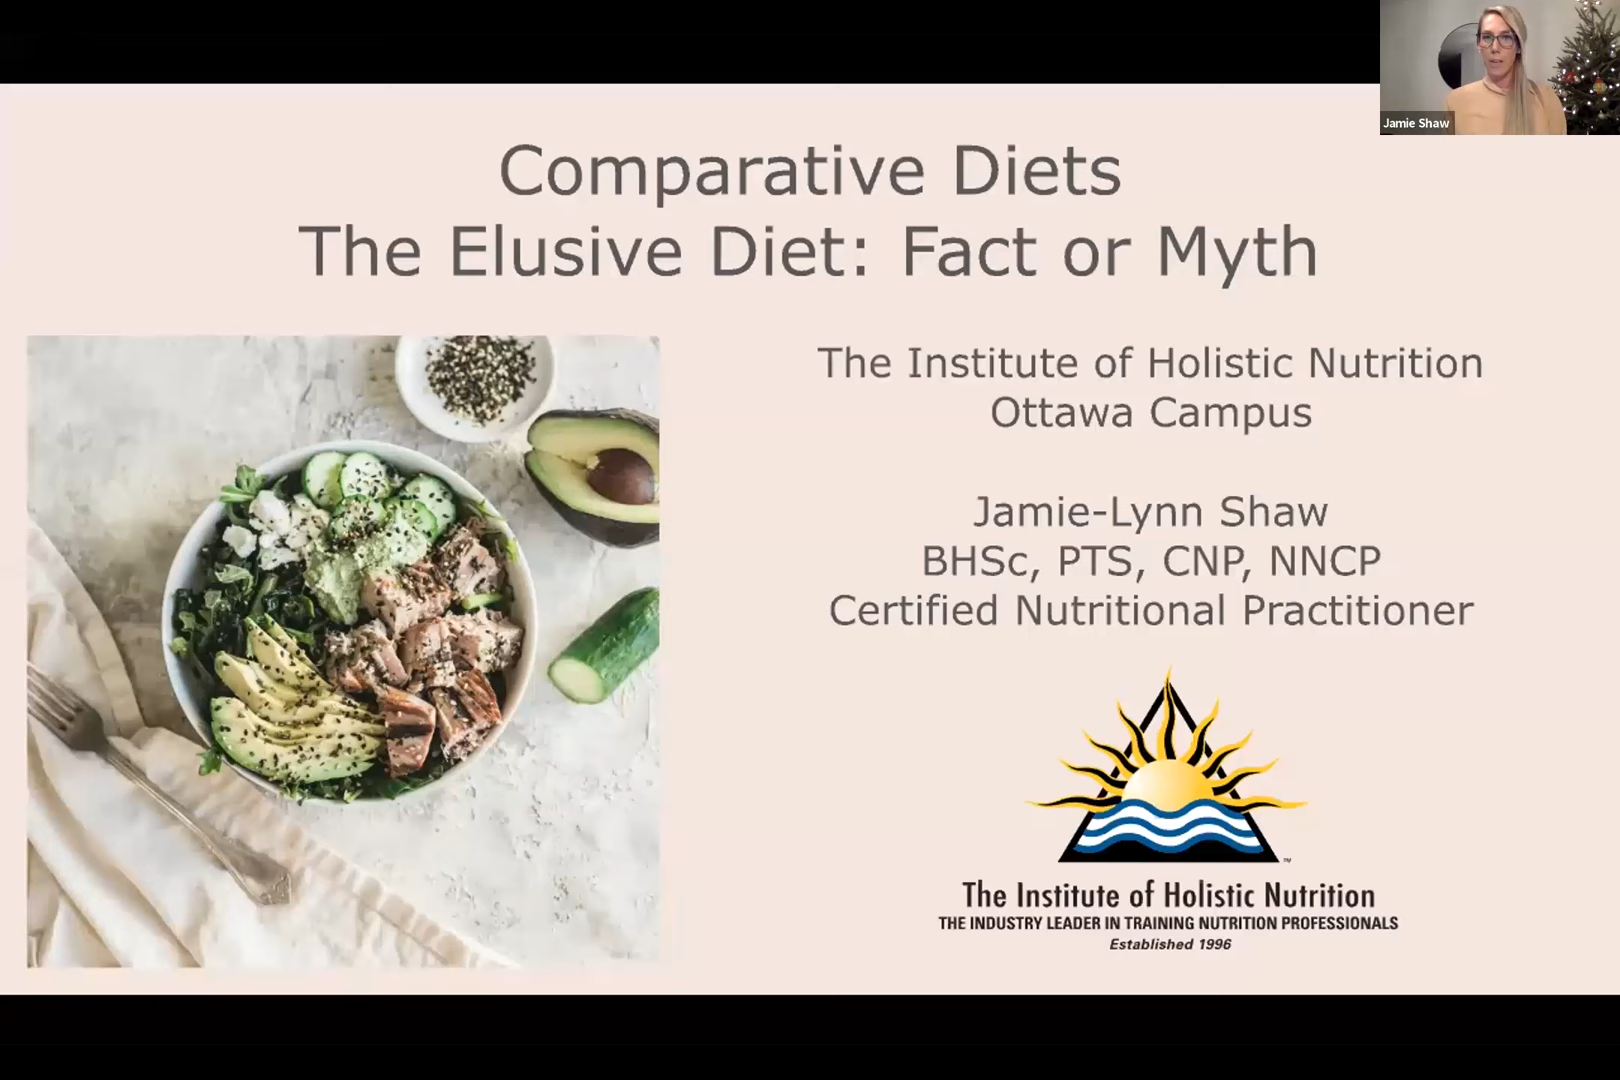 Jamie Shaw
Comparative Diets
The Elusive Diet: Fact or Myth
The Institute of Holistic Nutrition
Ottawa Campus
Jamie-Lynn Shaw
BHSc, PTS, CNP, NNCP
Certified Nutritional Practitioner
TM
The Institute of Holistic Nutrition
THE INDUSTRY LEADER IN TRAINING NUTRITION PROFESSIONALS
Established 1996